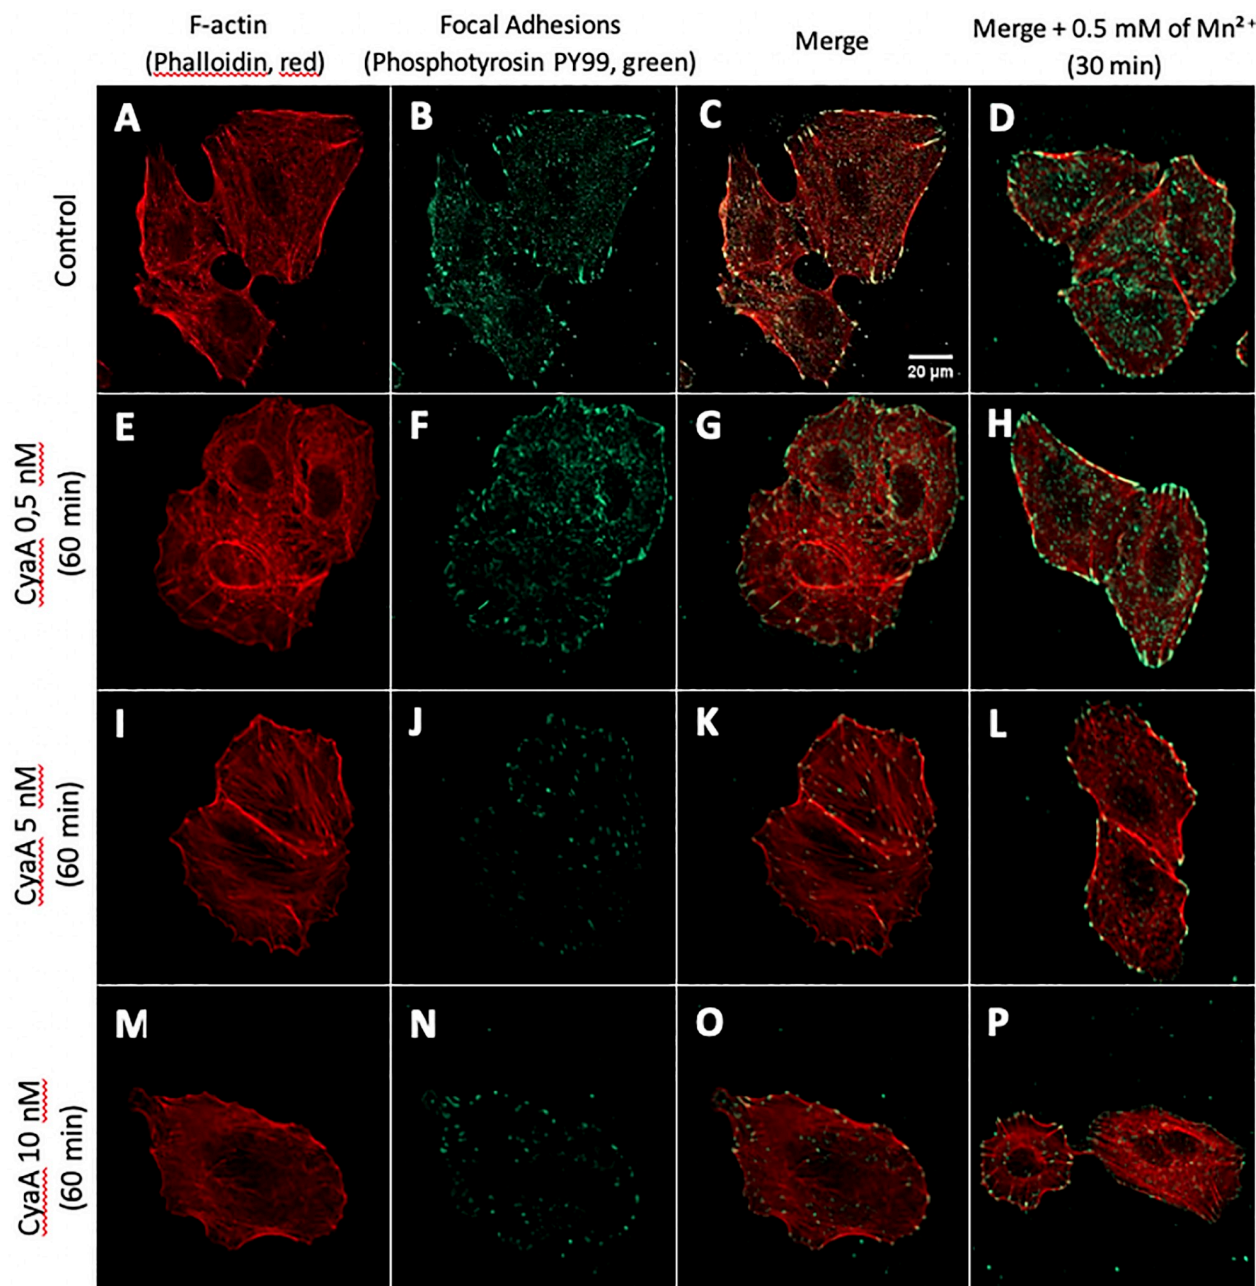 F-actin
(Phalloidin, red)
Focal Adhesions
(Phosphotyrosin PY99, green)
Merge
Merge + 0.5 mM of Mn²⁺
(30 min)
Control
A
B
C
D
20 µm
CyaA 0,5 nM
(60 min)
E
F
G
H
CyaA 5 nM
(60 min)
I
J
K
L
CyaA 10 nM
(60 min)
M
N
O
P